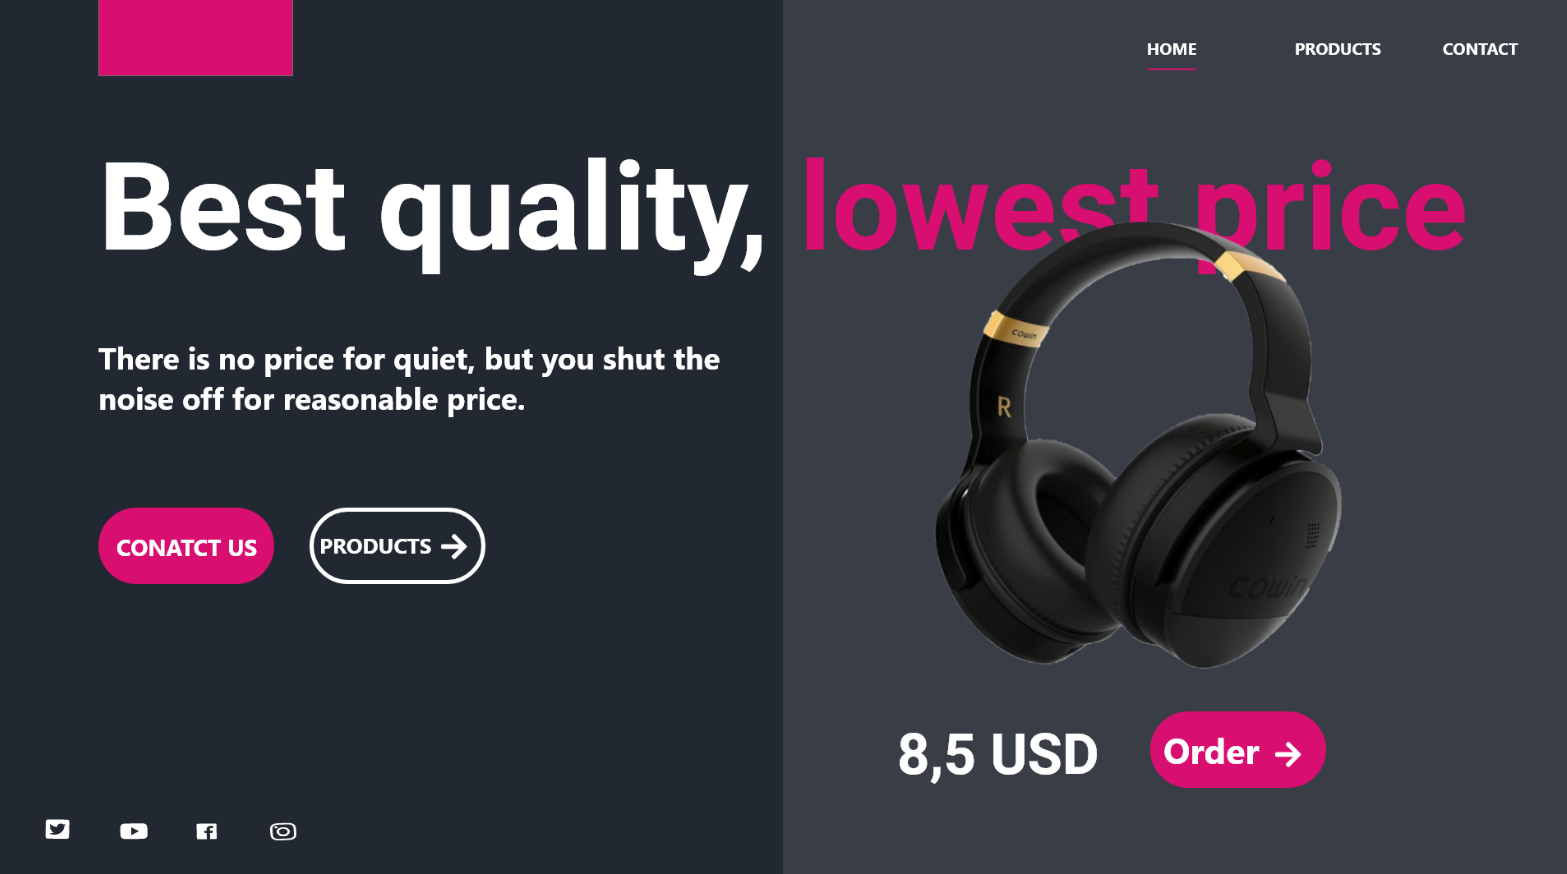 HOME
PRODUCTS
CONTACT
Best quality, lowest price
There is no price for quiet, but you shut the
noise off for reasonable price.
CONATCT US
PRODUCTS
cowin
R
cowin
8,5 USD
Order